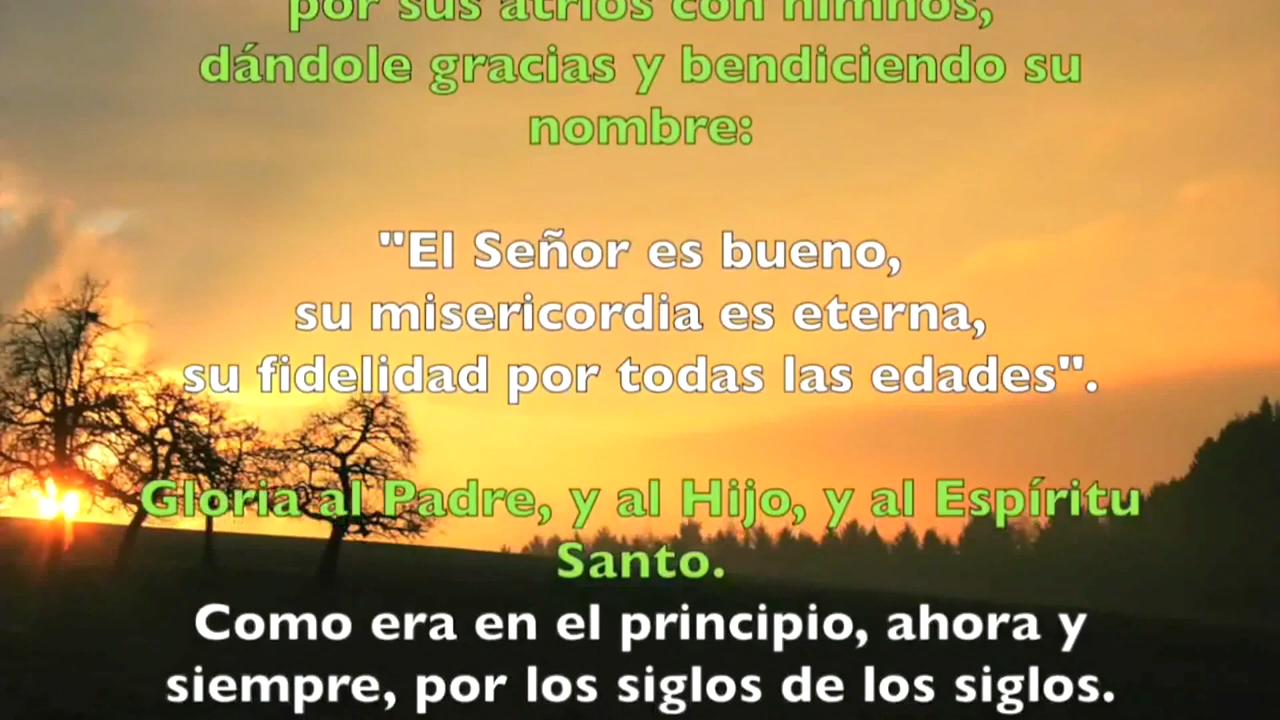 por sus atrios con himnos,
dándole gracias y bendiciendo su
nombre:
"El Señor es bueno,
su misericordia es eterna,
su fidelidad por todas las edades".
Gloria al Padre, y al Hijo, y al Espíritu
Santo.
Como era en el principio, ahora y
siempre, por los siglos de los siglos.